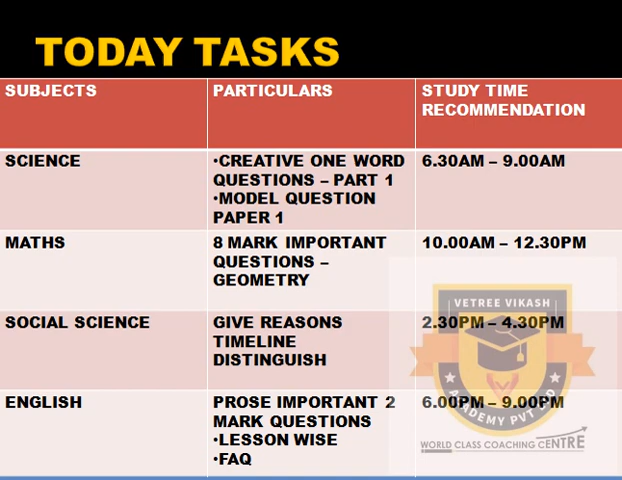 TODAY TASKS
SUBJECTS
PARTICULARS
STUDY TIME
RECOMMENDATION
SCIENCE
•CREATIVE ONE WORD
QUESTIONS – PART 1
•MODEL QUESTION
PAPER 1
6.30AM – 9.00AM
MATHS
8 MARK IMPORTANT
QUESTIONS –
GEOMETRY
10.00AM – 12.30PM
SOCIAL SCIENCE
GIVE REASONS
TIMELINE
DISTINGUISH
2.30PM – 4.30PM
ENGLISH
PROSE IMPORTANT 2
MARK QUESTIONS
•LESSON WISE
•FAQ
6.00PM – 9.00PM
VETREE VIKASH
ACADEMY PVT LTD
WORLD CLASS COACHING CENTRE